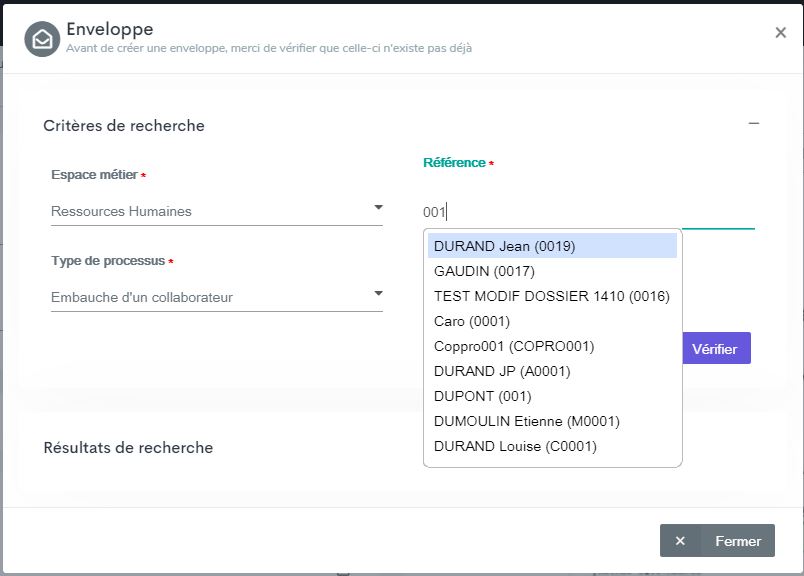 Enveloppe
Avant de créer une enveloppe, merci de vérifier que celle-ci n'existe pas déjà
Critères de recherche
Espace métier *
Ressources Humaines
Type de processus *
Embauche d'un collaborateur
Référence *
001
DURAND Jean (0019)
GAUDIN (0017)
TEST MODIF DOSSIER 1410 (0016)
Caro (0001)
Coppro001 (COPRO001)
DURAND JP (A0001)
DUPONT (001)
DUMOULIN Etienne (M0001)
DURAND Louise (C0001)
Vérifier
Résultats de recherche
Fermer